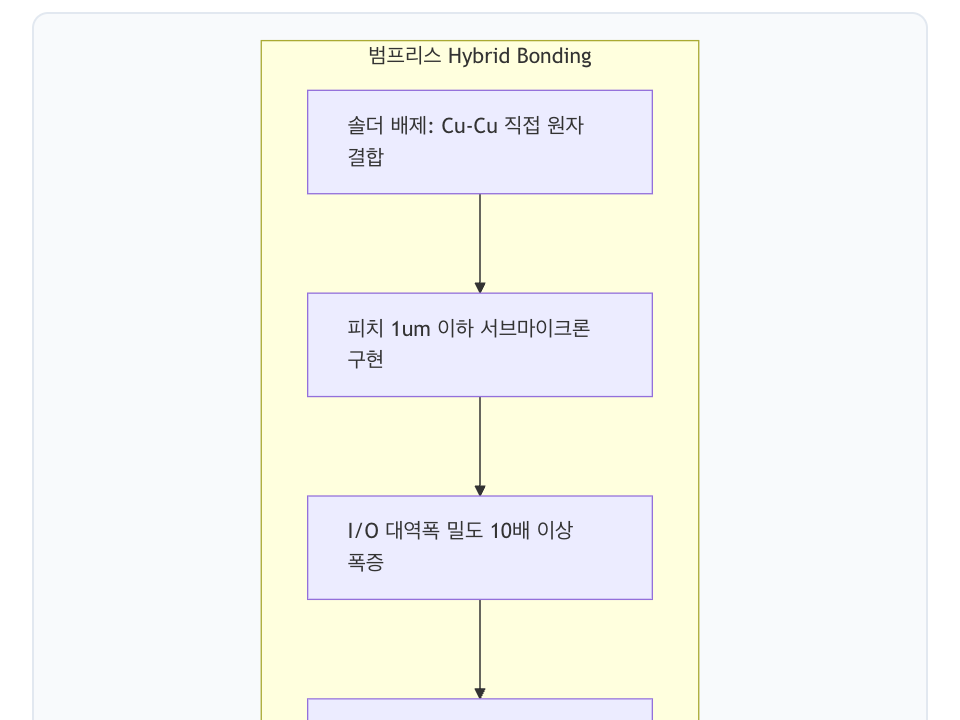 범프리스 Hybrid Bonding
솔더 배제: Cu-Cu 직접 원자
결합
피치 1um 이하 서브마이크론
구현
I/O 대역폭 밀도 10배 이상
폭증